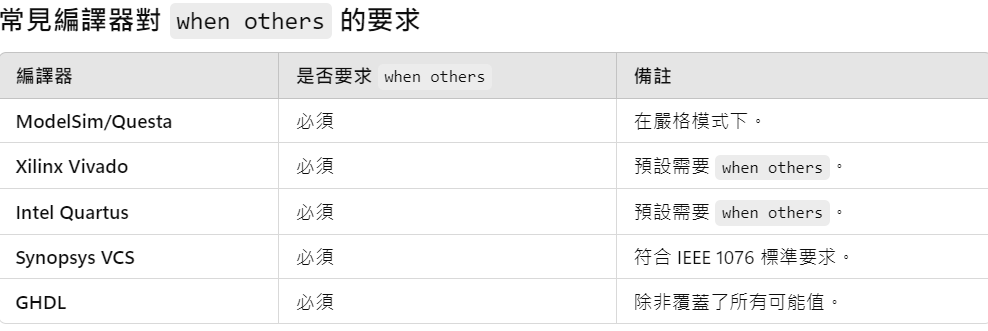 常見編譯器對 when others 的要求
編譯器 是否要求 when others 備註
ModelSim/Questa 必須 在嚴格模式下。
Xilinx Vivado 必須 預設需要 when others。
Intel Quartus 必須 預設需要 when others。
Synopsys VCS 必須 符合 IEEE 1076 標準要求。
GHDL 必須 除非覆蓋了所有可能值。